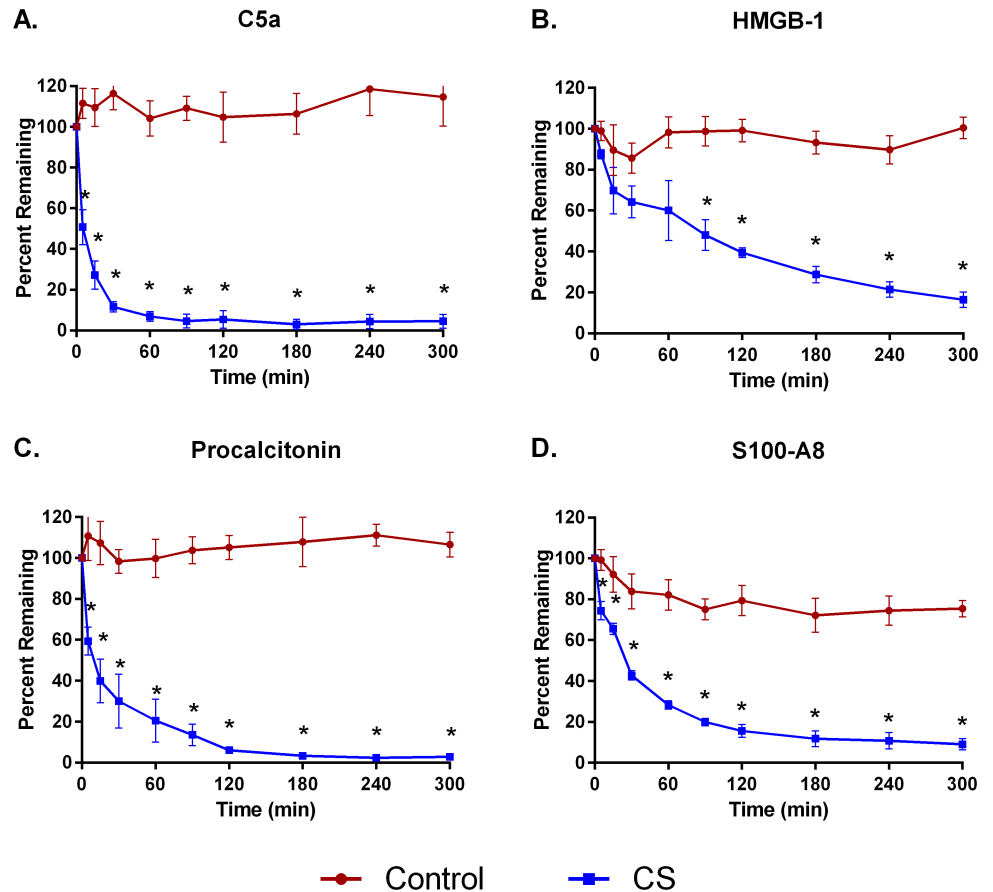 A. C5a
B. HMGB-1
120
100
80
60
40
20
0
Percent Remaining
* * * * * * * * *
0 60 120 180 240 300
Time (min)
120
100
80
60
40
20
0
Percent Remaining
* * * * *
0 60 120 180 240 300
Time (min)
C. Procalcitonin
D. S100-A8
120
100
80
60
40
20
0
Percent Remaining
* * * * * * * * *
0 60 120 180 240 300
Time (min)
120
100
80
60
40
20
0
Percent Remaining
* * * * * * * * *
0 60 120 180 240 300
Time (min)
Control CS